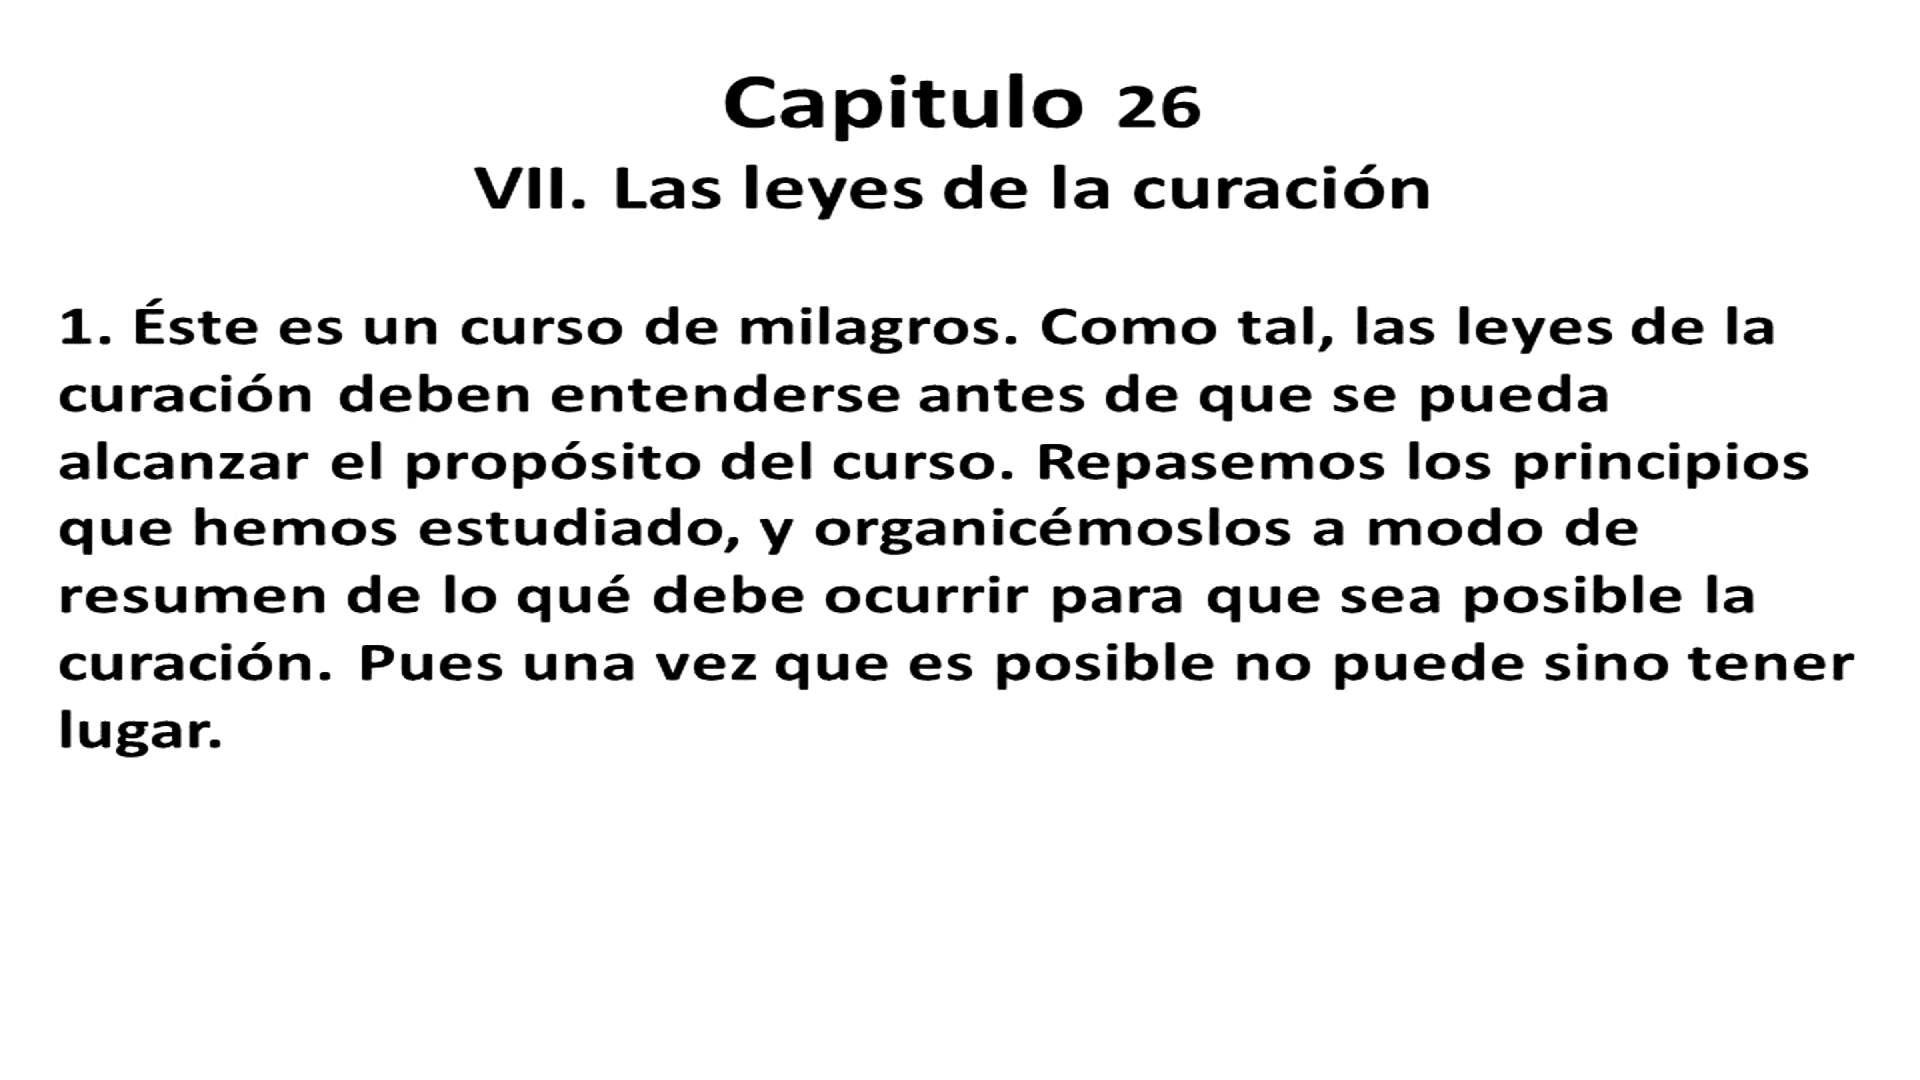 Capitulo 26
VII. Las leyes de la curación
1. Éste es un curso de milagros. Como tal, las leyes de la
curación deben entenderse antes de que se pueda
alcanzar el propósito del curso. Repasemos los principios
que hemos estudiado, y organicémoslos a modo de
resumen de lo qué debe ocurrir para que sea posible la
curación. Pues una vez que es posible no puede sino tener
lugar.